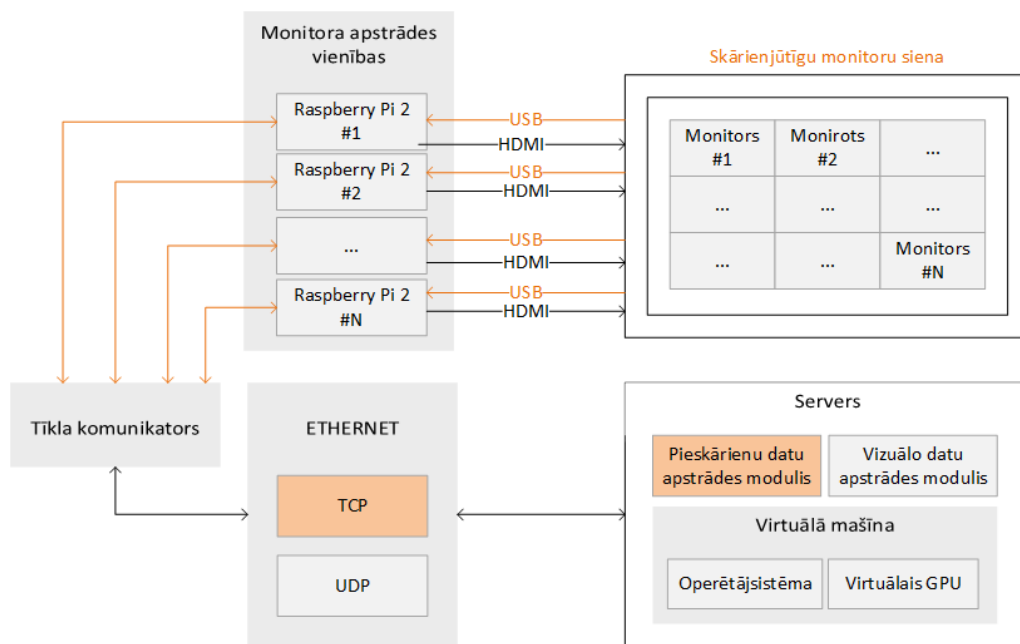 Monitora apstrādes
vienības
Skārienjūtīgu monitoru siena
Raspberry Pi 2
#1
USB
HDMI
Raspberry Pi 2
#2
USB
HDMI
...
USB
HDMI
Raspberry Pi 2
#N
USB
HDMI
Monitors
#1
Monirots
#2
...
...
...
...
...
...
Monitors
#N
Tīkla komunikators
ETHERNET
TCP
UDP
Servers
Pieskārienu datu
apstrādes modulis
Vizuālo datu
apstrādes modulis
Virtuālā mašīna
Operētājsistēma
Virtuālais GPU